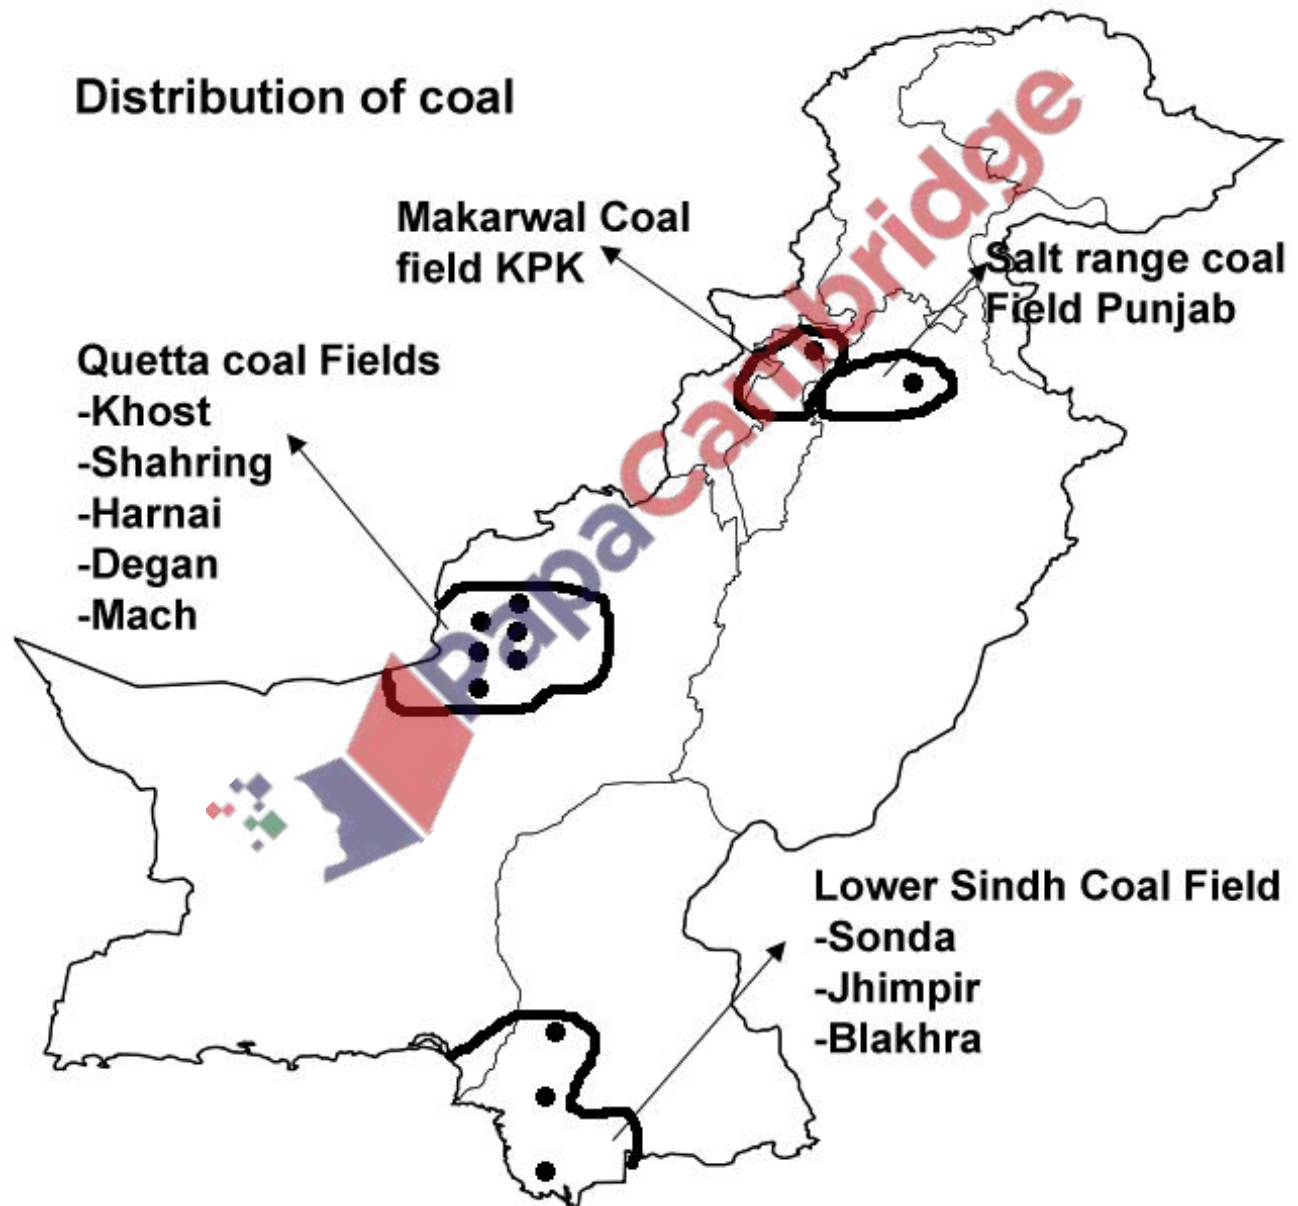 Distribution of coal
Makarwal Coal
field KPK
Salt range coal
Field Punjab
Quetta coal Fields
-Khost
-Shahring
-Harnai
-Degan
-Mach
PapaCambridge
Lower Sindh Coal Field
-Sonda
-Jhimpir
-Blakhra